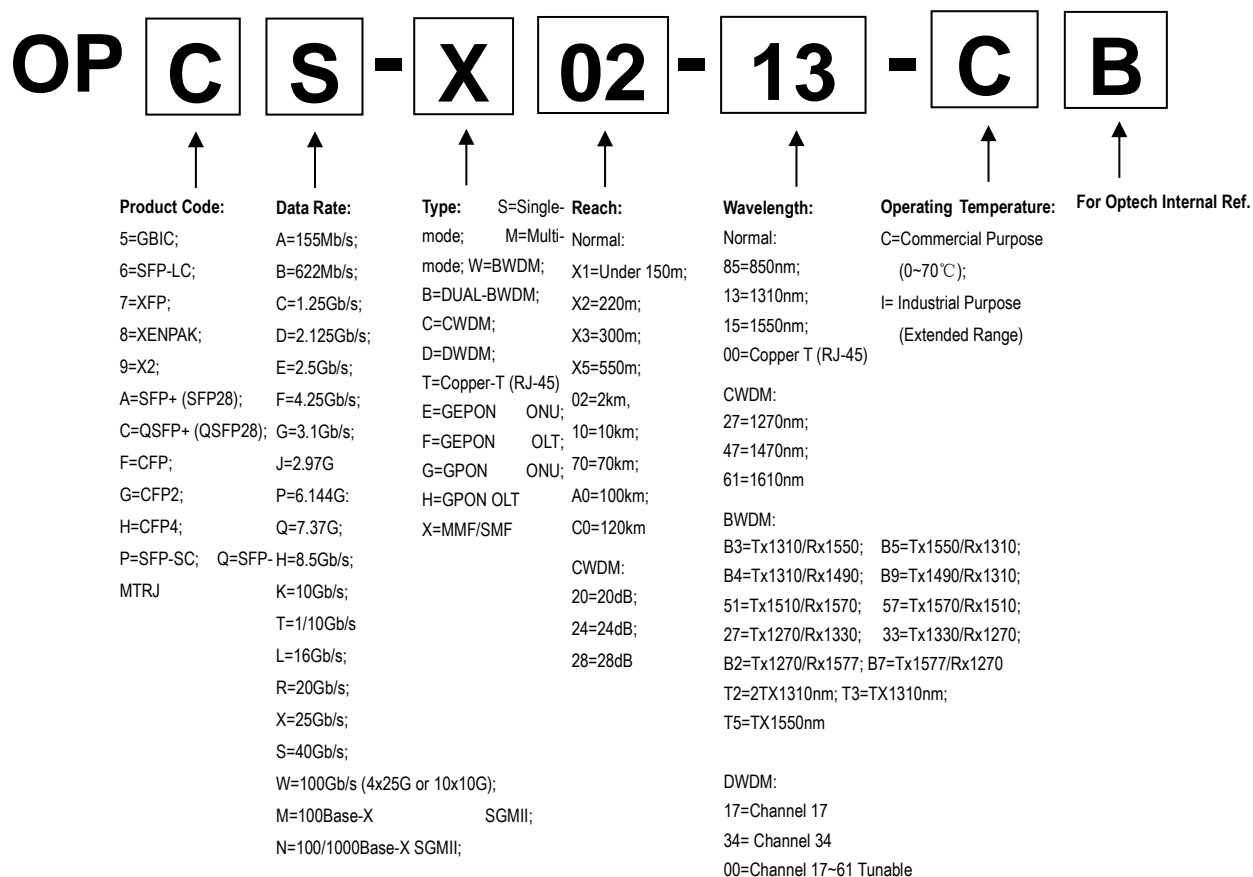 OP C S - X 02 - 13 - C B
Product Code:
5=GBIC;
6=SFP-LC;
7=XFP;
8=XENPAK;
9=X2;
A=SFP+ (SFP28);
C=QSFP+ (QSFP28);
F=CFP;
G=CFP2;
H=CFP4;
P=SFP-SC; Q=SFP-
MTRJ
Data Rate:
A=155Mb/s;
B=622Mb/s;
C=1.25Gb/s;
D=2.125Gb/s;
E=2.5Gb/s;
F=4.25Gb/s;
G=3.1Gb/s;
J=2.97G
P=6.144G:
Q=7.37G;
H=8.5Gb/s;
K=10Gb/s;
T=1/10Gb/s
L=16Gb/s;
R=20Gb/s;
X=25Gb/s;
S=40Gb/s;
W=100Gb/s (4x25G or 10x10G);
M=100Base-X SGMII;
N=100/1000Base-X SGMII;
Type: S=Single-
mode; M=Multi-
mode; W=BWDM;
B=DUAL-BWDM;
C=CWDM;
D=DWDM;
T=Copper-T (RJ-45)
E=GEPON ONU;
F=GEPON OLT;
G=GPON ONU;
H=GPON OLT
X=MMF/SMF
Reach:
Normal:
X1=Under 150m;
X2=220m;
X3=300m;
X5=550m;
02=2km,
10=10km;
70=70km;
A0=100km;
C0=120km
CWDM:
20=20dB;
24=24dB;
28=28dB
Wavelength:
Normal:
85=850nm;
13=1310nm;
15=1550nm;
00=Copper T (RJ-45)
CWDM:
27=1270nm;
47=1470nm;
61=1610nm
BWDM:
B3=Tx1310/Rx1550; B5=Tx1550/Rx1310;
B4=Tx1310/Rx1490; B9=Tx1490/Rx1310;
51=Tx1510/Rx1570; 57=Tx1570/Rx1510;
27=Tx1270/Rx1330; 33=Tx1330/Rx1270;
B2=Tx1270/Rx1577; B7=Tx1577/Rx1270
T2=2TX1310nm; T3=TX1310nm;
T5=TX1550nm
DWDM:
17=Channel 17
34= Channel 34
00=Channel 17~61 Tunable
Operating Temperature:
C=Commercial Purpose
(0~70℃);
I= Industrial Purpose
(Extended Range)
For Optech Internal Ref.